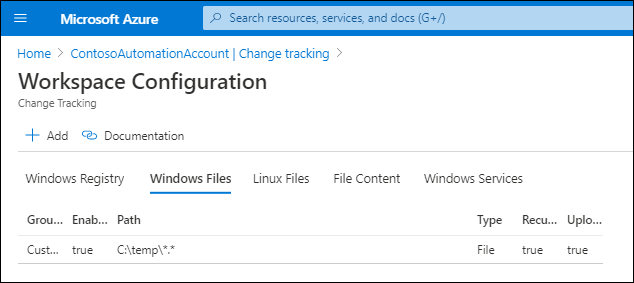 Microsoft Azure Search resources, services, and docs (G+/)
Home > ContosoAutomationAccount | Change tracking >
Workspace Configuration
Change Tracking
+ Add Documentation
Windows Registry Windows Files Linux Files File Content Windows Services
Grou... Enab... Path Type Recu... Uplo...
Cust... true C:\temp\*.* File true true